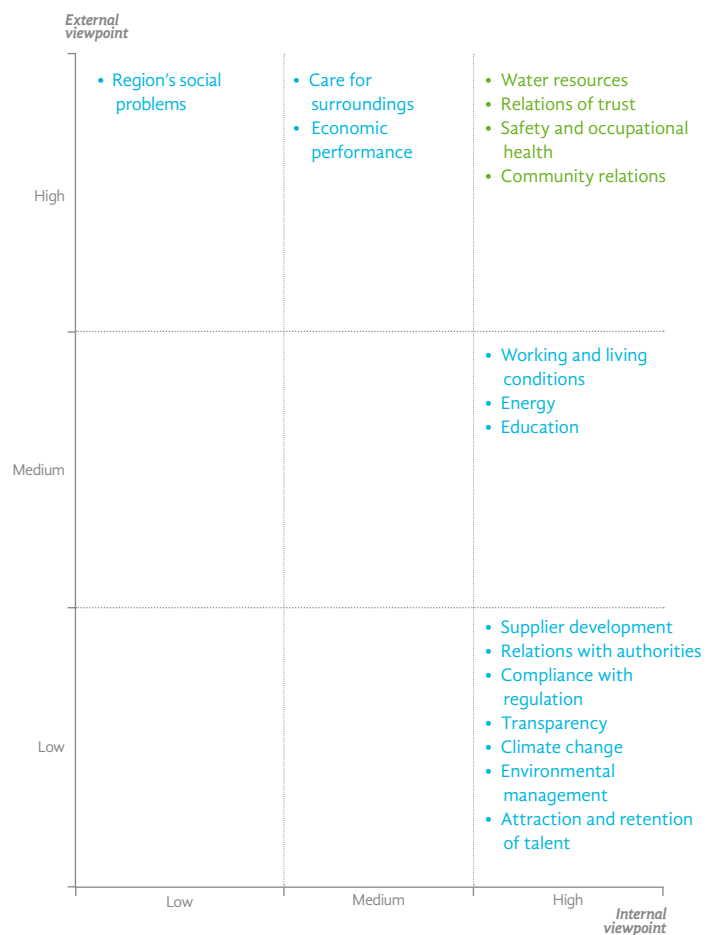 External
viewpoint
• Region's social
problems
• Care for
surroundings
• Economic
performance
• Water resources
• Relations of trust
• Safety and occupational
health
• Community relations
High
• Working and living
conditions
• Energy
• Education
Medium
• Supplier development
• Relations with authorities
• Compliance with
regulation
• Transparency
• Climate change
• Environmental
management
• Attraction and retention
of talent
Low
Low
Medium
High
Internal
viewpoint